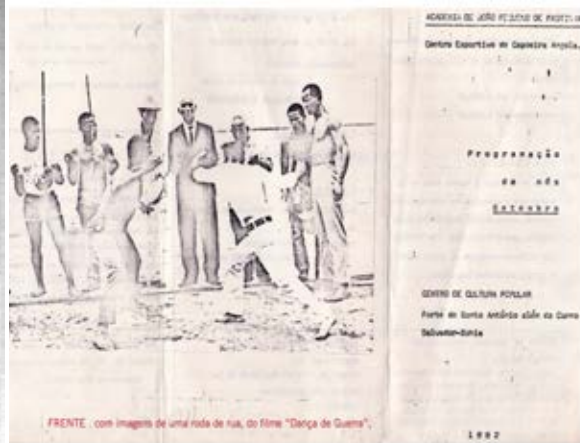 ACADEMIA DE JOÃO PEQUENO DE PASTINHA
Centro Esportivo de Capoeira Angola.
Programação
do mês
Setembro
CENTRO DE CULTURA POPULAR
Forte de Santo Antônio além do Carmo
Salvador-Bahia
1982
FRENTE com imagens de uma roda de rua, do filme "Dança de Guerra",